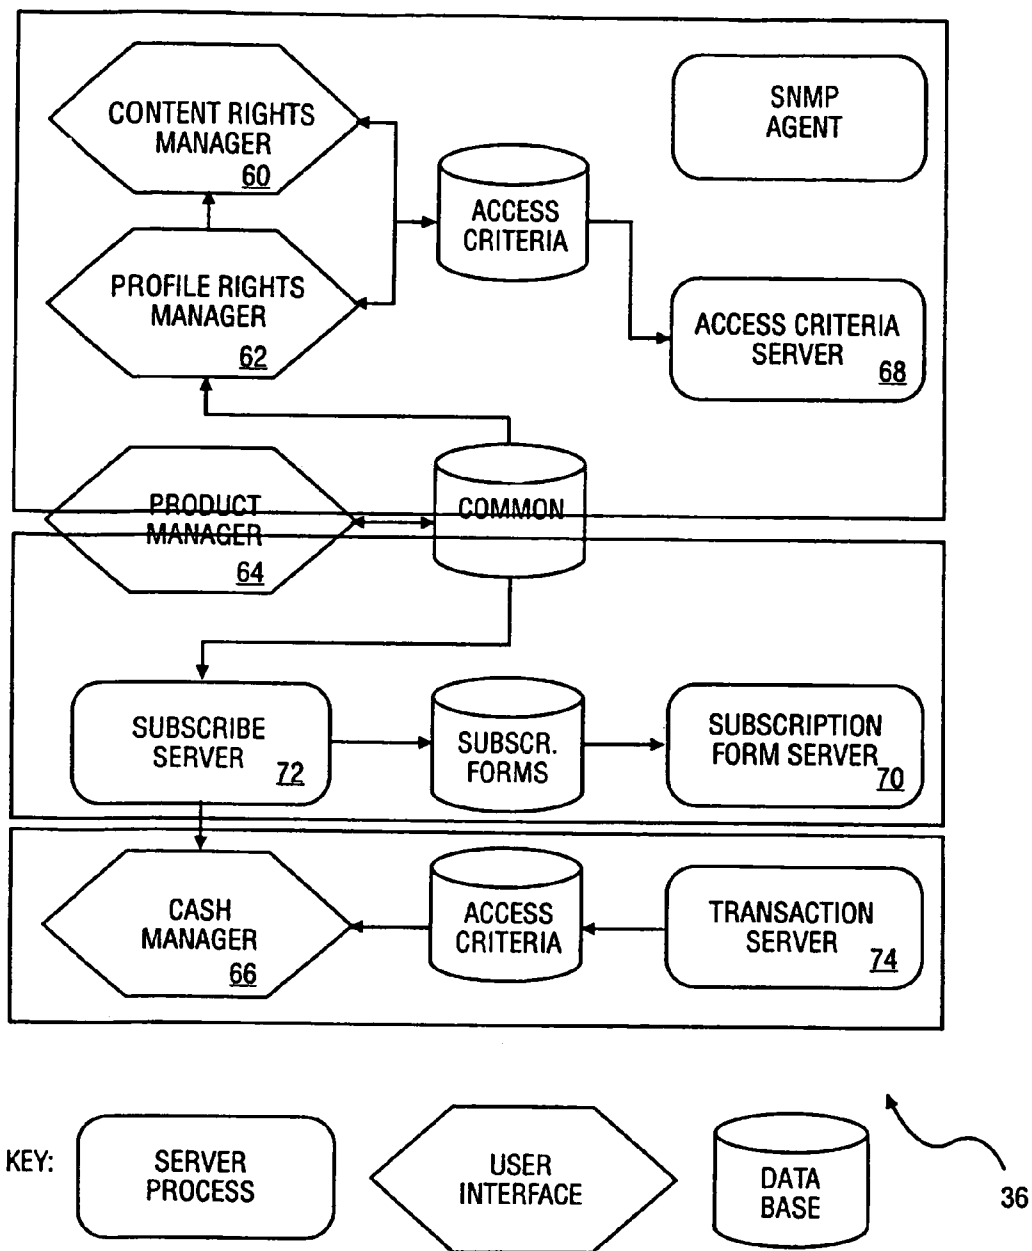 CONTENT RIGHTS
MANAGER
60
SNMP
AGENT
ACCESS
CRITERIA
PROFILE RIGHTS
MANAGER
62
ACCESS CRITERIA
SERVER
68
PRODUCT
MANAGER
64
COMMON
SUBSCRIBE
SERVER
72
SUBSCR.
FORMS
SUBSCRIPTION
FORM SERVER
70
CASH
MANAGER
66
ACCESS
CRITERIA
TRANSACTION
SERVER
74
KEY:
SERVER
PROCESS
USER
INTERFACE
DATA
BASE
36